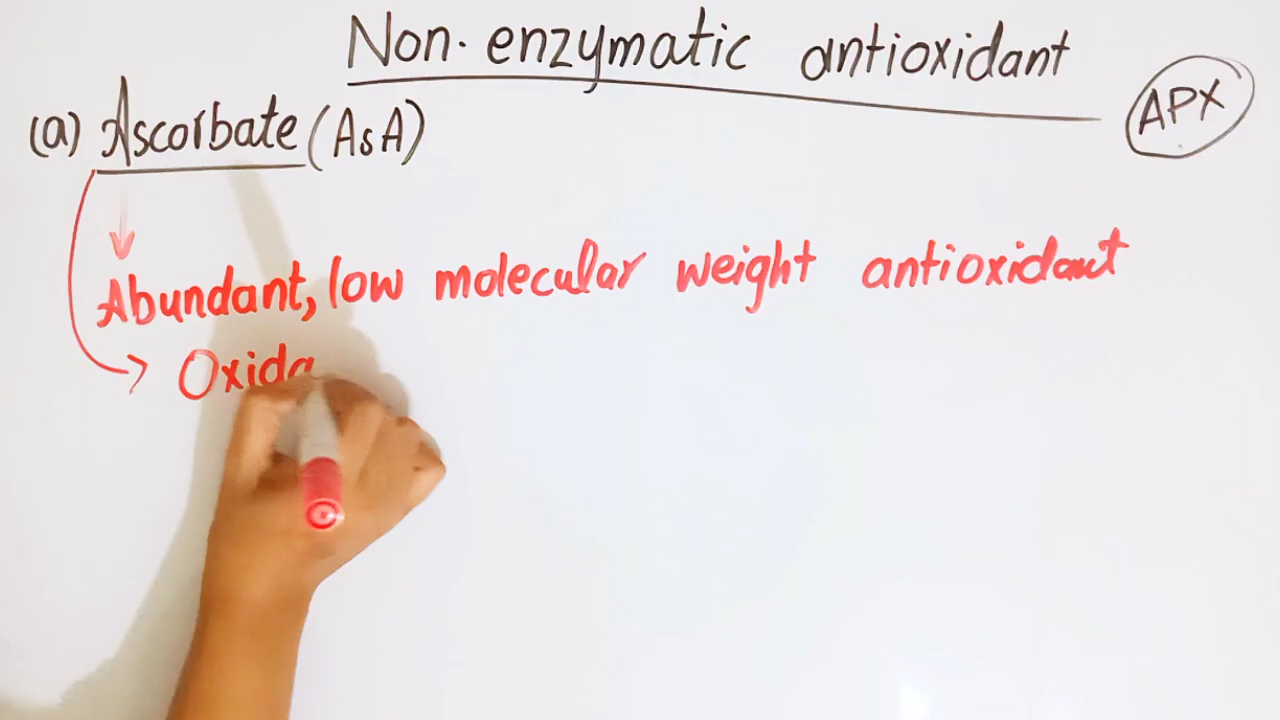 Non-enzymatic antioxidant
APX
(a) Ascorbate (AsA)
Abundant, low molecular weight antioxidant
Oxida